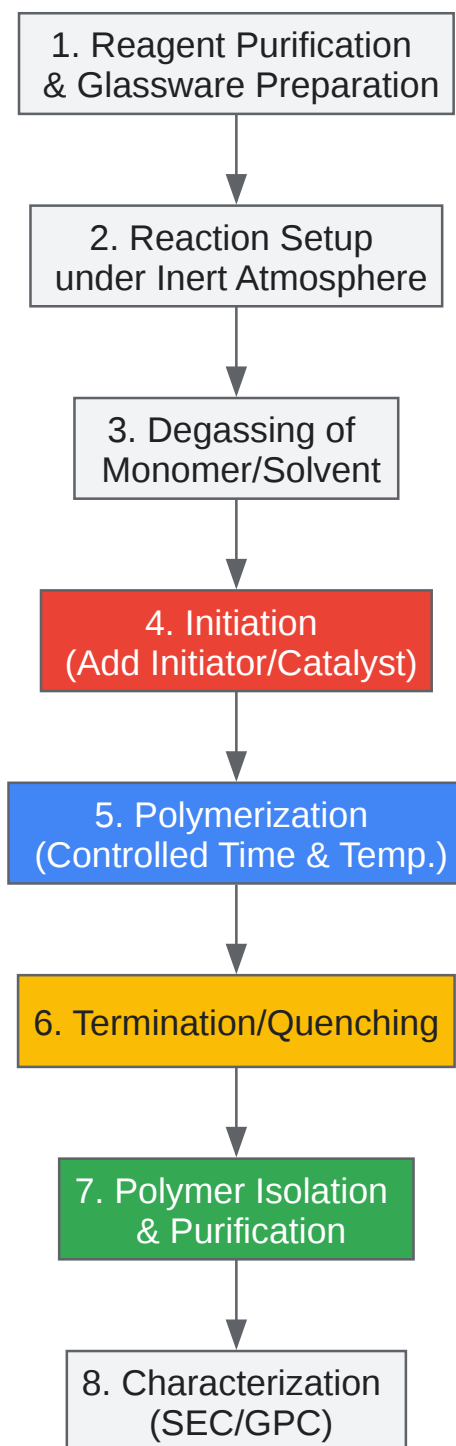 1. Reagent Purification
& Glassware Preparation
2. Reaction Setup
under Inert Atmosphere
3. Degassing of
Monomer/Solvent
4. Initiation
(Add Initiator/Catalyst)
5. Polymerization
(Controlled Time & Temp.)
6. Termination/Quenching
7. Polymer Isolation
& Purification
8. Characterization
(SEC/GPC)